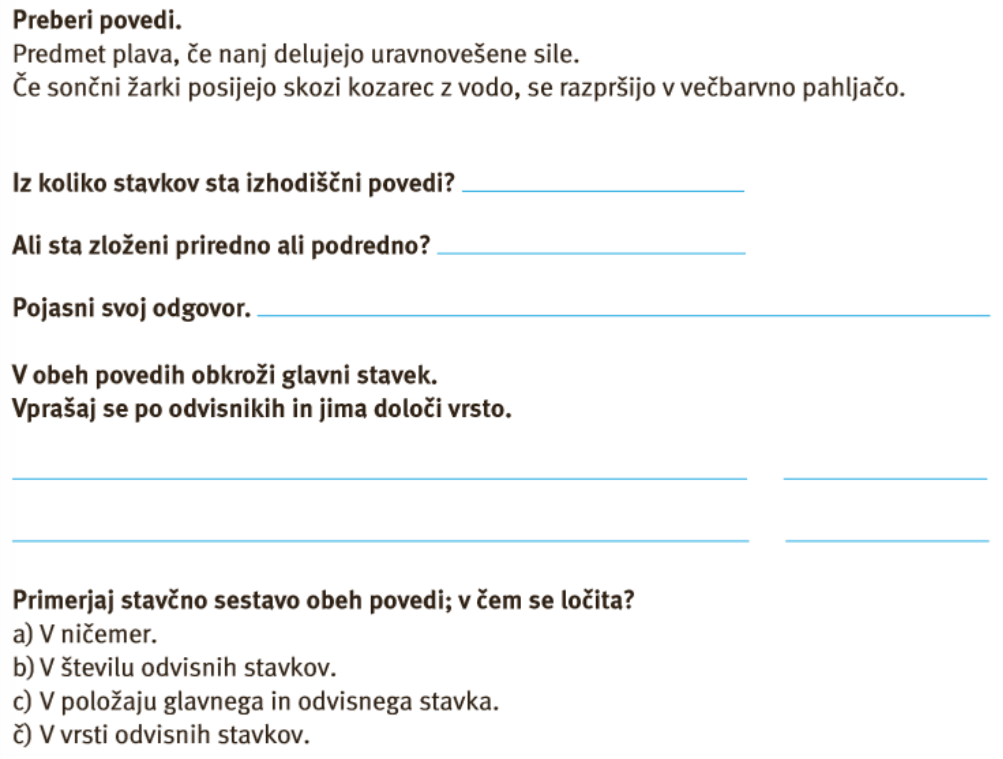 Preberi povedi.
Predmet plava, če nanj delujejo uravnovešene sile.
Če sončni žarki posijejo skozi kozarec z vodo, se razpršijo v večbarvno pahljačo.
Iz koliko stavkov sta izhodiščni povedi?
Ali sta zloženi priredno ali podredno?
Pojasni svoj odgovor.
V obeh povedih obkroži glavni stavek.
Vprašaj se po odvisnikih in jima določi vrsto.
Primerjaj stavčno sestavo obeh povedi; v čem se ločita?
a) V ničemer.
b) V številu odvisnih stavkov.
c) V položaju glavnega in odvisnega stavka.
č) V vrsti odvisnih stavkov.